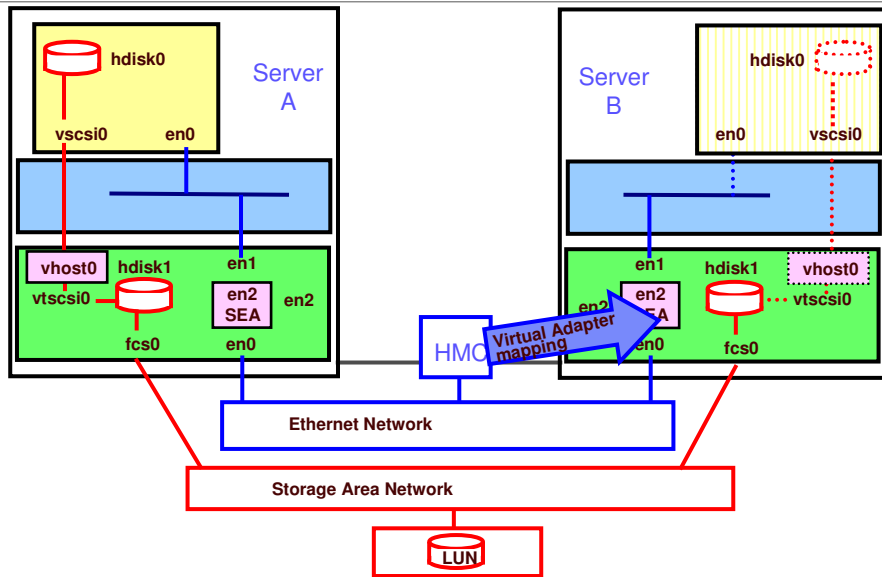 hdisk0
Server
A
vscsi0
en0
vhost0
hdisk1
en1
vtscsi0
en2
SEA
en2
fcs0
en0
HMC
Virtual Adapter
mapping
Server
B
hdisk0
en0
vscsi0
en1
hdisk1
vhost0
en2
en2
SEA
vtscsi0
en0
fcs0
Ethernet Network
Storage Area Network
LUN